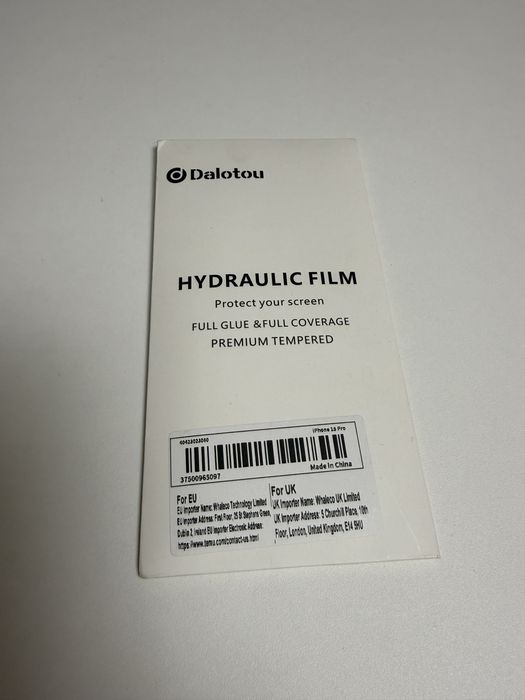 Dalotou
HYDRAULIC FILM
Protect your screen
FULL GLUE &FULL COVERAGE
PREMIUM TEMPERED
iPhone 13 Pro
37500965097
Made In China
For EU
EU Importer Name: Whaleco Technology Limited
EU Importer Address: First Floor, 25 St Stephens Green,
Dublin 2, Ireland EU Importer Electronic Address:
https://www.temu.com/contact-us.html
For UK
UK Importer Name: Whaleco UK Limited
UK Importer Address: 5 Churchill Place, 10th
Floor, London, United Kingdom, E14 5HU